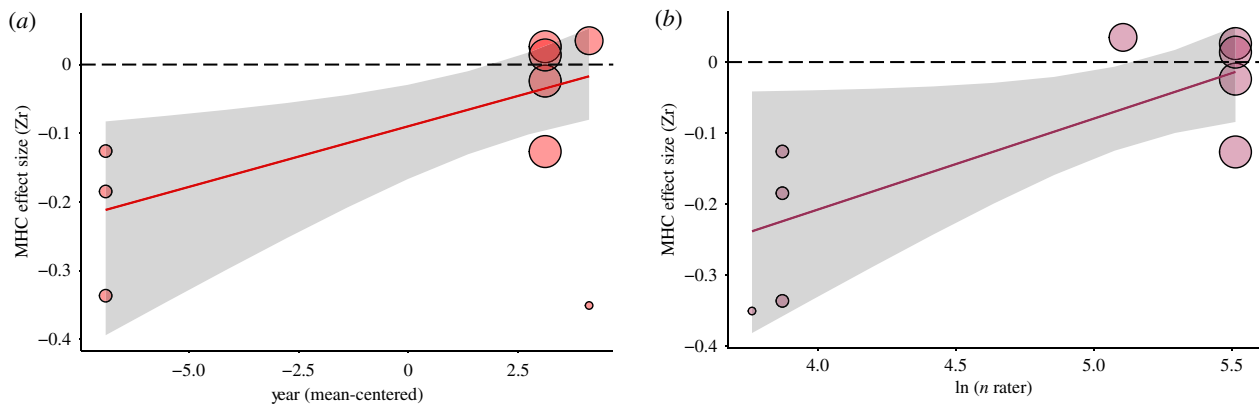 (a)
0
−0.1
−0.2
−0.3
−0.4
MHC effect size (Zr)
−5.0 −2.5 0 2.5
year (mean-centered)
(b)
0
−0.1
−0.2
−0.3
−0.4
MHC effect size (Zr)
4.0 4.5 5.0 5.5
ln (n rater)